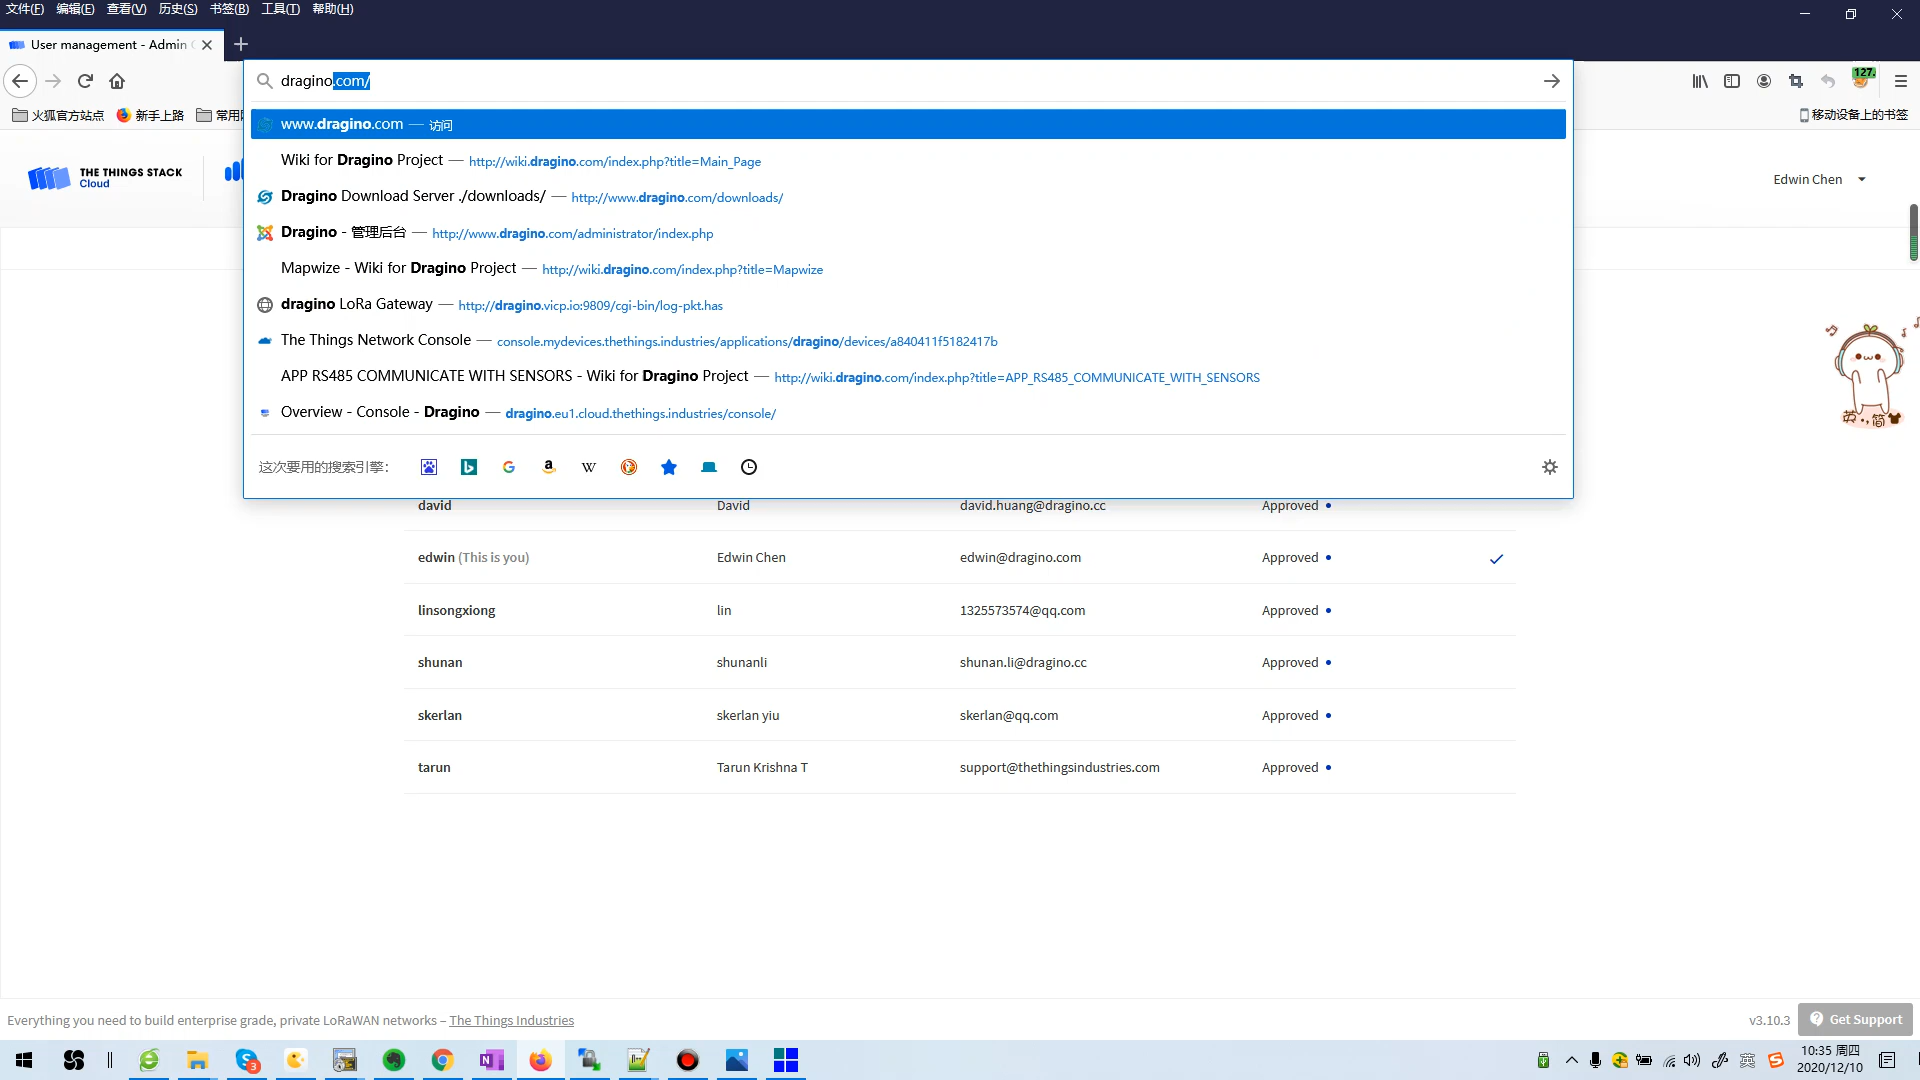 文件(F) 编辑(E) 查看(V) 历史(S) 书签(B) 工具(T) 帮助(H)
User management - Admin
dragino.com/
127.
火狐官方站点 新手上路 常用 移动设备上的书签
www.dragino.com — 访问
Wiki for Dragino Project — http://wiki.dragino.com/index.php?title=Main_Page
Dragino Download Server ./downloads/ — http://www.dragino.com/downloads/
Dragino - 管理后台 — http://www.dragino.com/administrator/index.php
Mapwize - Wiki for Dragino Project — http://wiki.dragino.com/index.php?title=Mapwize
dragino LoRa Gateway — http://dragino.vicp.io:9809/cgi-bin/log-pkt.has
The Things Network Console — console.mydevices.thethings.industries/applications/dragino/devices/a840411f5182417b
APP RS485 COMMUNICATE WITH SENSORS - Wiki for Dragino Project — http://wiki.dragino.com/index.php?title=APP_RS485_COMMUNICATE_WITH_SENSORS
Overview - Console - Dragino — dragino.eu1.cloud.thethings.industries/console/
这次要用的搜索引擎:
THE THINGS STACK
Cloud
Edwin Chen
英 •, 简
david David david.huang@dragino.cc Approved
edwin (This is you) Edwin Chen edwin@dragino.com Approved
linsongxiong lin 1325573574@qq.com Approved
shunan shunanli shunan.li@dragino.cc Approved
skerlan skerlan yiu skerlan@qq.com Approved
tarun Tarun Krishna T support@thethingsindustries.com Approved
Everything you need to build enterprise grade, private LoRaWAN networks – The Things Industries
v3.10.3 Get Support
3
英
10:35 周四
2020/12/10